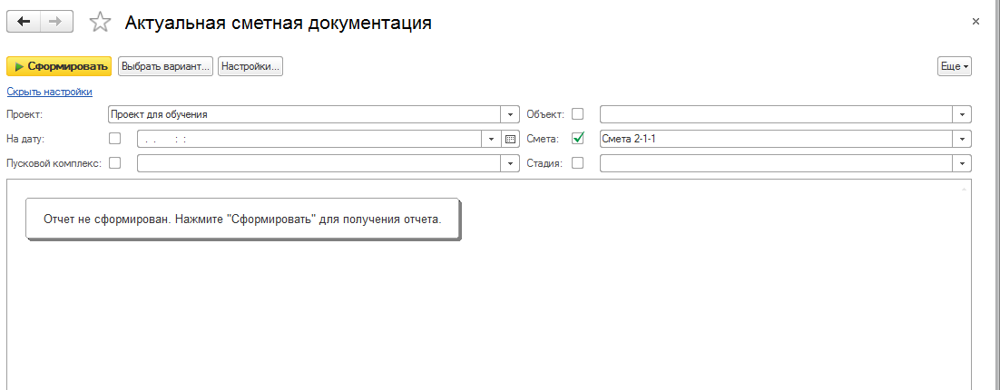 Актуальная сметная документация
Сформировать Выбрать вариант... Настройки... Еще
Скрыть настройки
Проект: Проект для обучения Объект:
На дату: . . : : Смета: Смета 2-1-1
Пусковой комплекс: Стадия:
Отчет не сформирован. Нажмите "Сформировать" для получения отчета.